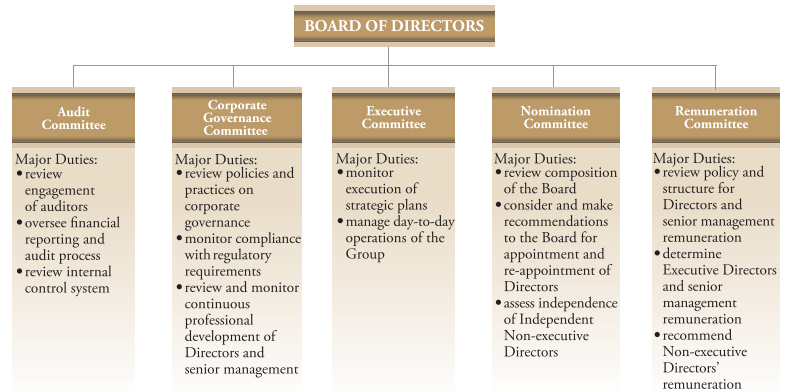 BOARD OF DIRECTORS
Audit
Committee
Major Duties:
• review
engagement
of auditors
• oversee financial
reporting and
audit process
• review internal
control system
Corporate
Governance
Committee
Major Duties:
• review policies and
practices on
corporate
governance
• monitor compliance
with regulatory
requirements
• review and monitor
continuous
professional
development of
Directors and
senior management
Executive
Committee
Major Duties:
• monitor
execution of
strategic plans
• manage day-to-day
operations of the
Group
Nomination
Committee
Major Duties:
• review composition
of the Board
• consider and make
recommendations
to the Board for
appointment and
re-appointment of
Directors
• assess independence
of Independent
Non-executive
Directors
Remuneration
Committee
Major Duties:
• review policy and
structure for
Directors and
senior management
remuneration
• determine
Executive Directors
and senior
management
remuneration
• recommend
Non-executive
Directors’
remuneration